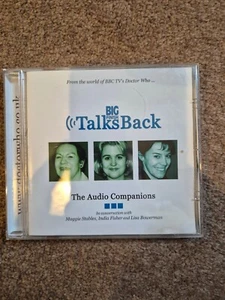 From the world of BBC TV's Doctor Who ...
BIG
FINISH
TalksBack
The Audio Companions
In conversation with
Maggie Stables, India Fisher and Lisa Bowerman
www.doctorwho.co.uk